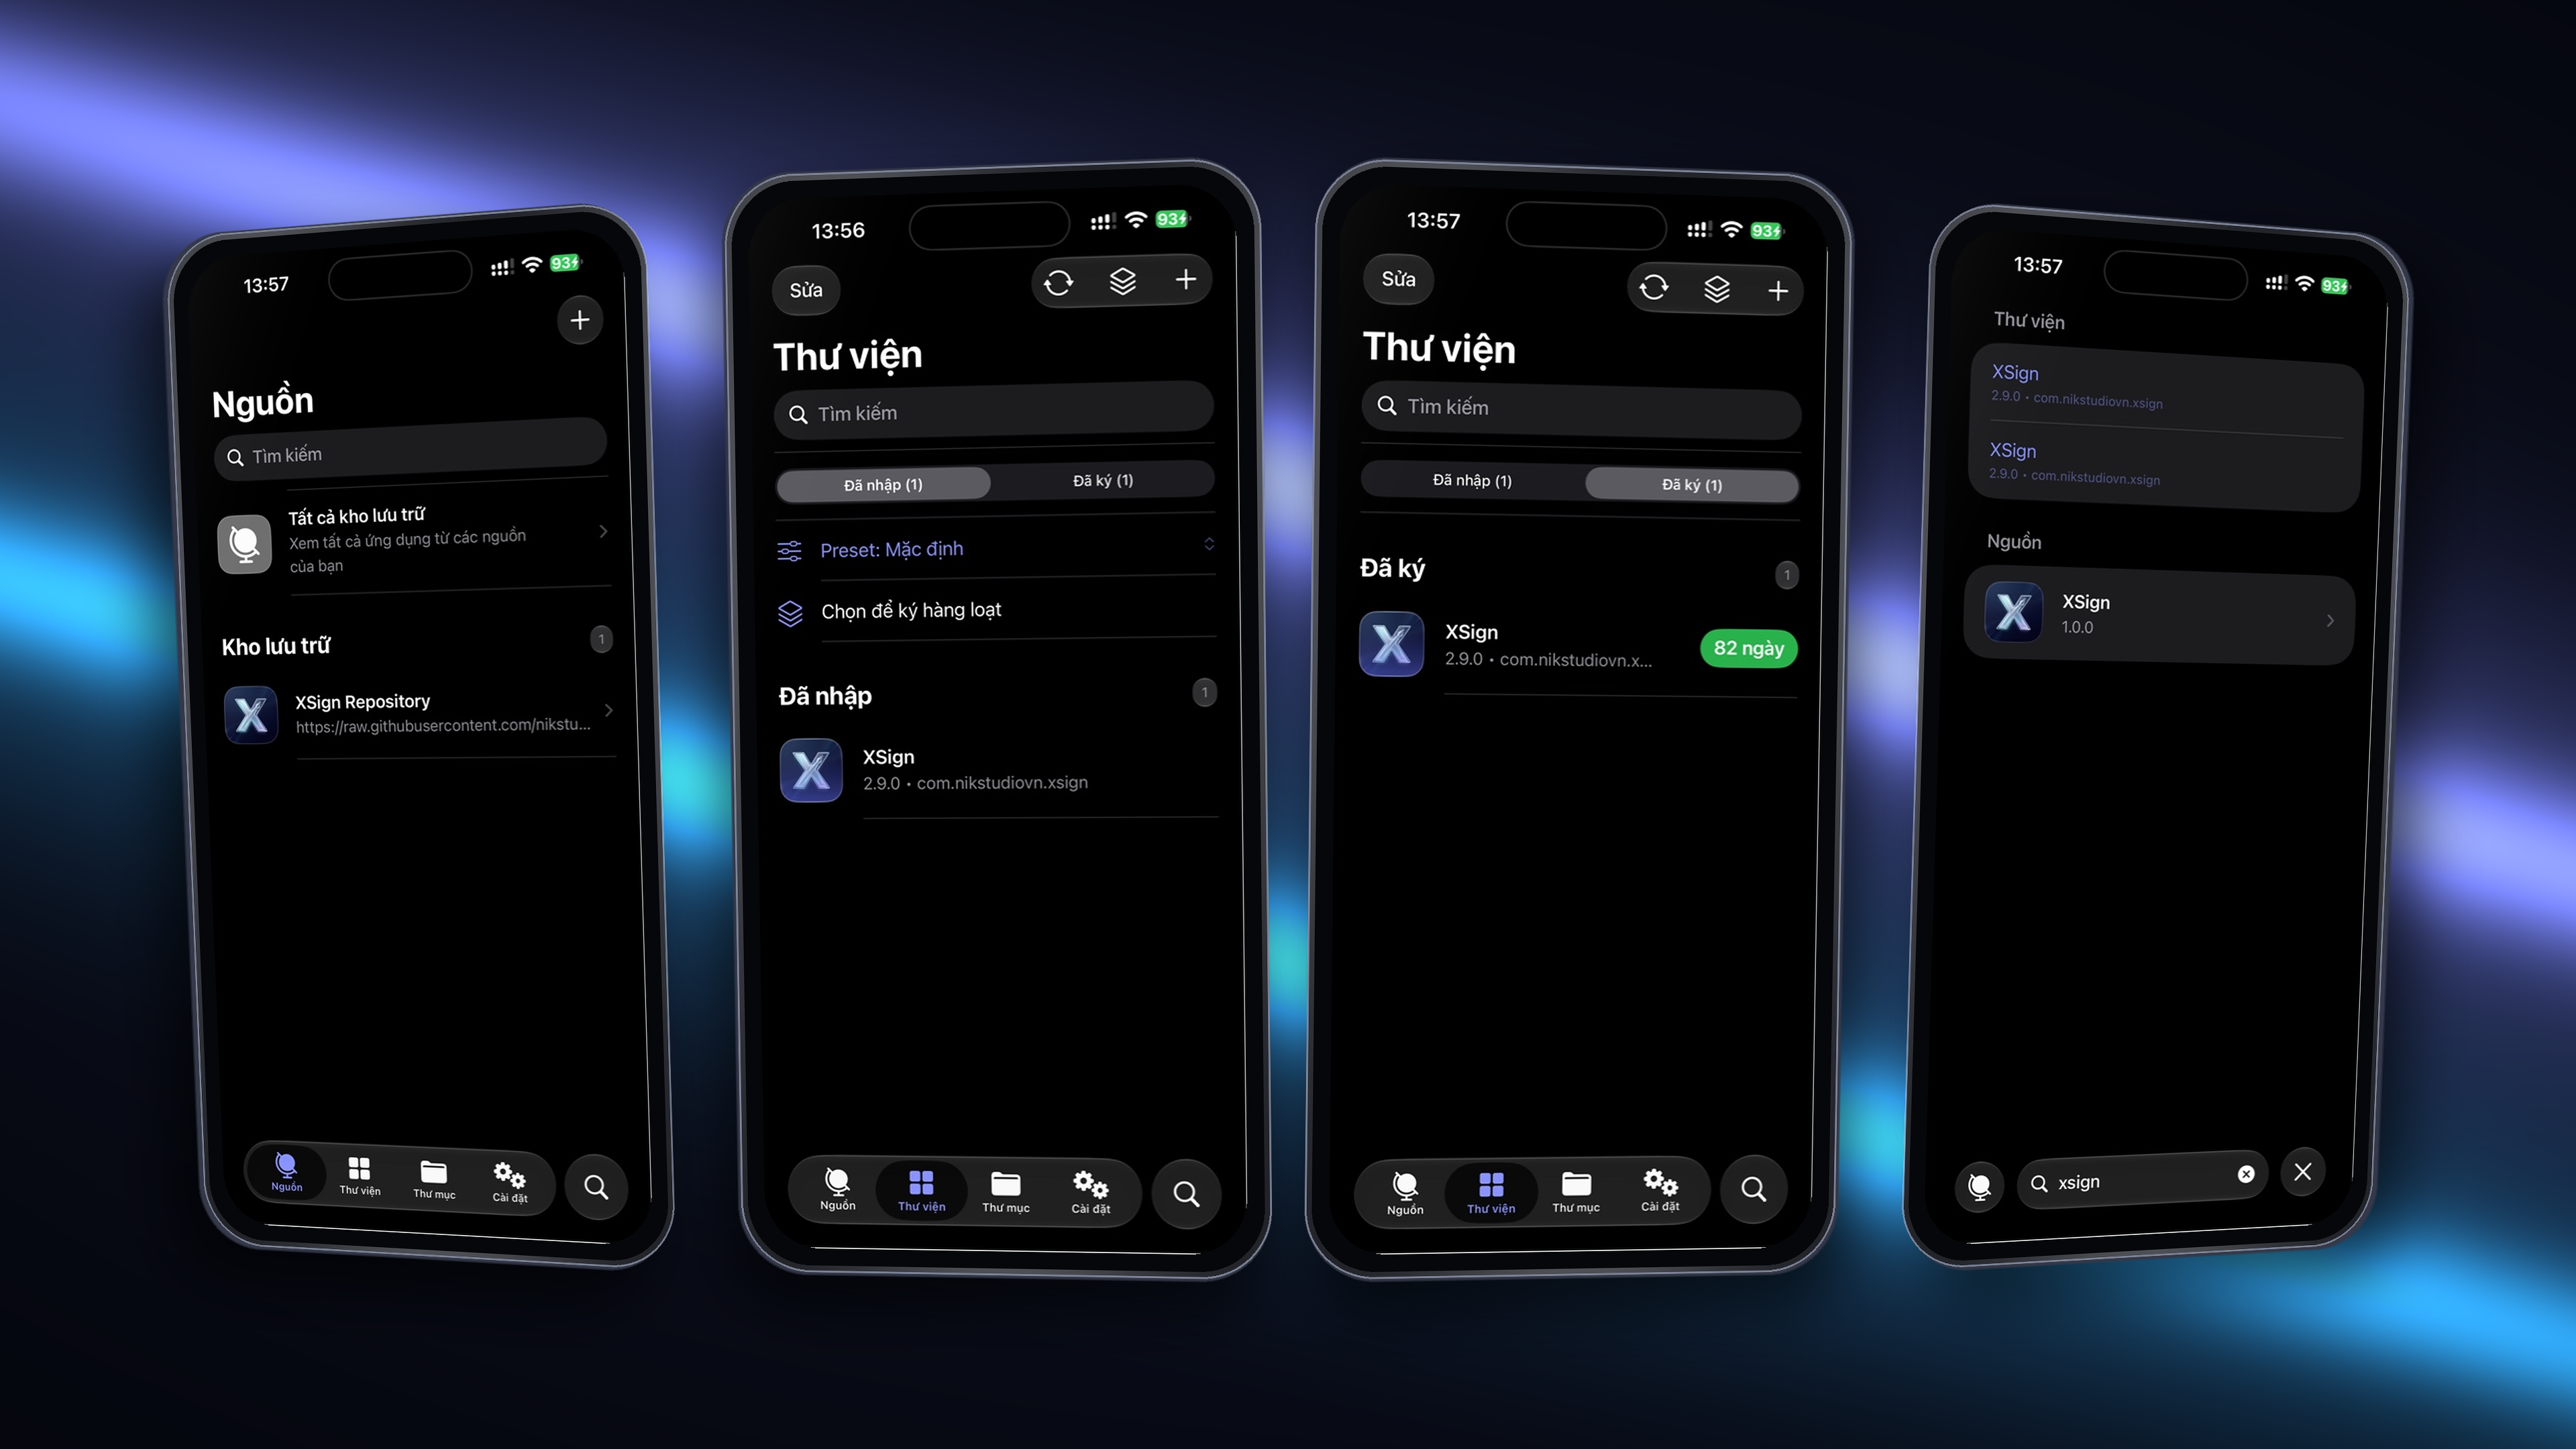 13:57
93
Nguồn
Tìm kiếm
Tất cả kho lưu trữ
Xem tất cả ứng dụng từ các nguồn
của bạn
Kho lưu trữ
1
XSign Repository
https://raw.githubusercontent.com/nikstu...
Nguồn
Thư viện
Thư mục
Cài đặt
13:56
93
Sửa
Thư viện
Tìm kiếm
Đã nhập (1)
Đã ký (1)
Preset: Mặc định
Chọn để ký hàng loạt
Đã nhập
1
XSign
2.9.0 • com.nikstudiovn.xsign
Nguồn
Thư viện
Thư mục
Cài đặt
13:57
93
Sửa
Thư viện
Tìm kiếm
Đã nhập (1)
Đã ký (1)
Đã ký
1
XSign
2.9.0 • com.nikstudiovn.x...
82 ngày
Nguồn
Thư viện
Thư mục
Cài đặt
13:57
93
Thư viện
XSign
2.9.0 • com.nikstudiovn.xsign
XSign
2.9.0 • com.nikstudiovn.xsign
Nguồn
XSign
1.0.0
xsign